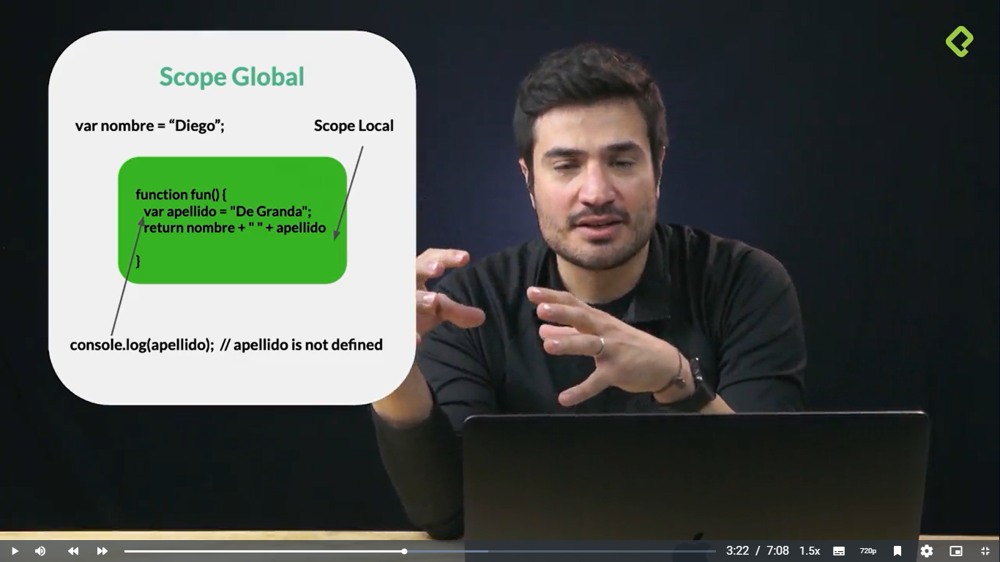 Scope Global
var nombre = “Diego”;
Scope Local
function fun() {
var apellido = "De Granda";
return nombre + " " + apellido
}
console.log(apellido); // apellido is not defined
3:22 / 7:08 1.5x 720p